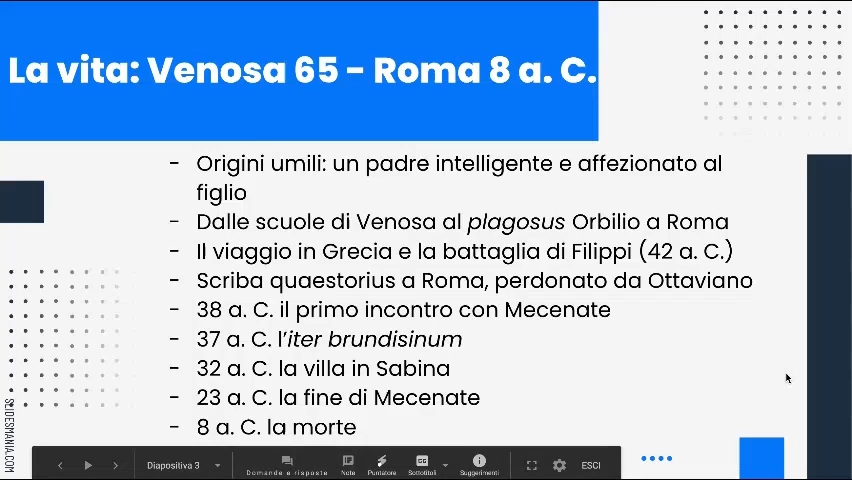 La vita: Venosa 65 - Roma 8 a. C.
- Origini umili: un padre intelligente e affezionato al
figlio
- Dalle scuole di Venosa al plagosus Orbilio a Roma
- Il viaggio in Grecia e la battaglia di Filippi (42 a. C.)
- Scriba quaestorius a Roma, perdonato da Ottaviano
- 38 a. C. il primo incontro con Mecenate
- 37 a. C. l’iter brundisinum
- 32 a. C. la villa in Sabina
- 23 a. C. la fine di Mecenate
- 8 a. C. la morte
SLIDESMANIA.COM
Diapositiva 3
Domande e risposte
Note
Puntatore
Sottotitoli
Suggerimenti
ESCI